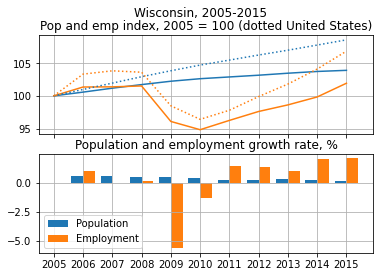 Wisconsin, 2005-2015
Pop and emp index, 2005 = 100 (dotted United States)
105
100
95
Population and employment growth rate, %
0.0
−2.5
−5.0
Population
Employment
2005 2006 2007 2008 2009 2010 2011 2012 2013 2014 2015